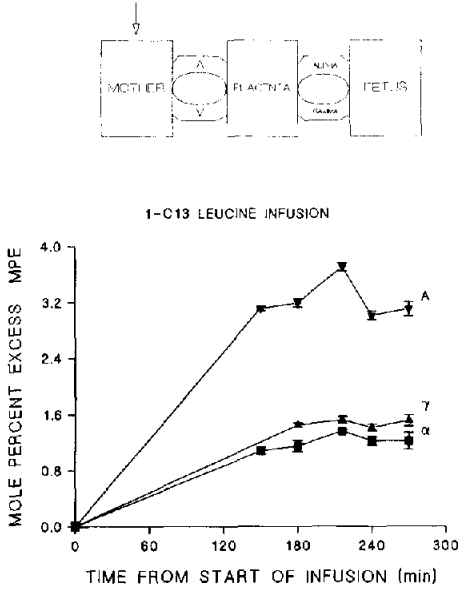 A
MOTHER PLACENTA FETUS
V
1-C13 LEUCINE INFUSION
MOLE PERCENT EXCESS MPE
4.0
3.2
2.4
1.6
0.8
0.0
A
γ
α
0 60 120 180 240 300
TIME FROM START OF INFUSION (min)